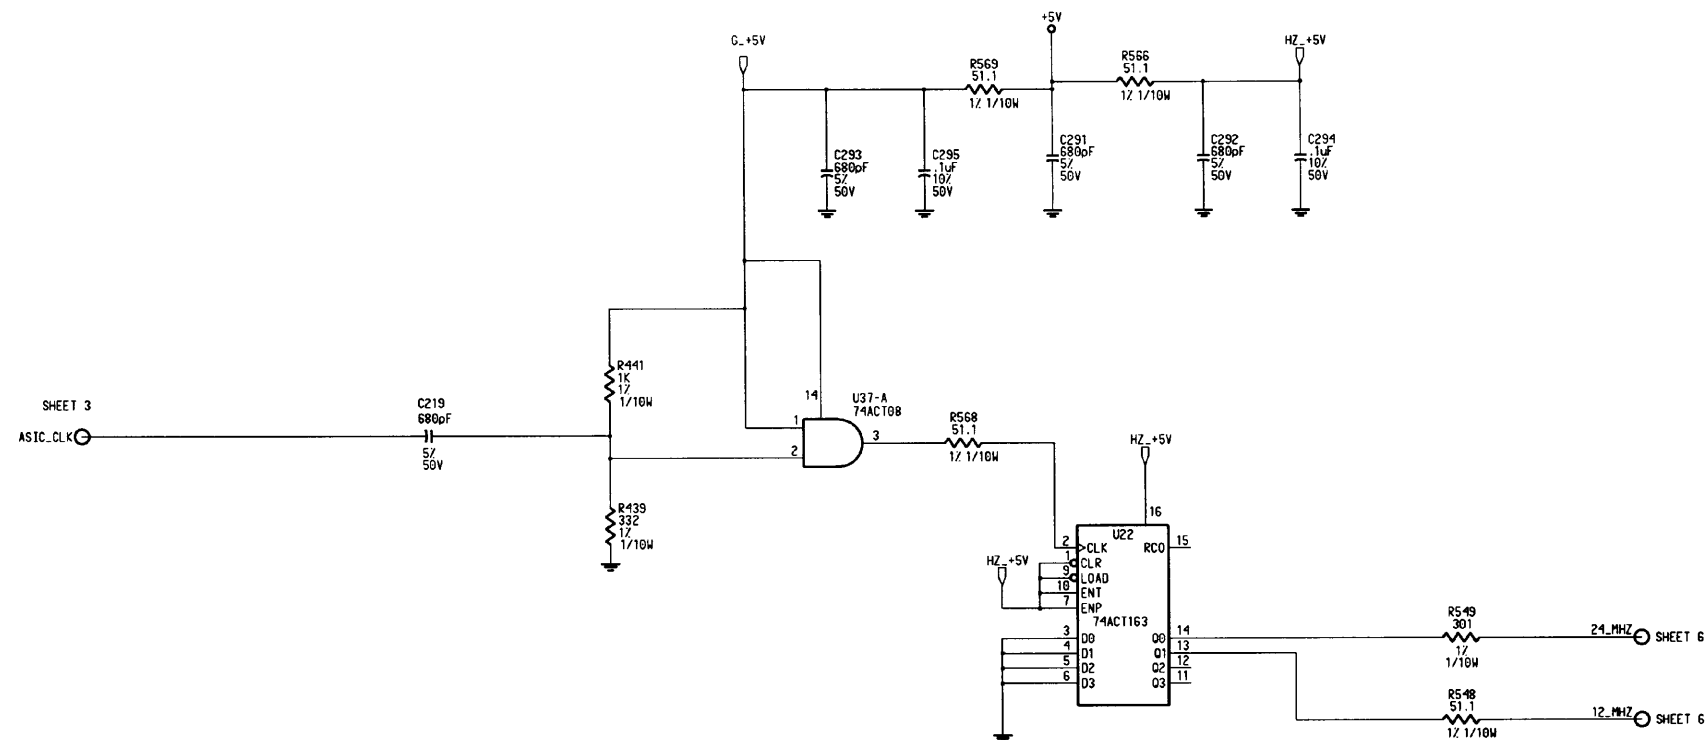 +5V
G_+5V
HZ_+5V
R569
51.1
1% 1/10W
R566
51.1
1% 1/10W
C293
680pF
5%
50V
C295
.1uF
10%
50V
C291
680pF
5%
50V
C292
680pF
5%
50V
C294
.1uF
10%
50V
R441
1K
1%
1/10W
SHEET 3
ASIC_CLK
C219
680pF
5%
50V
14
U37-A
74ACT08
1
2
3
R568
51.1
1% 1/10W
R439
332
1%
1/10W
HZ_+5V
16
U22
2
CLK
RCO
15
HZ_+5V
1
CLR
9
LOAD
10
ENT
7
ENP
74ACT163
3
D0
Q0
14
4
D1
Q1
13
5
D2
Q2
12
6
D3
Q3
11
R549
301
1%
1/10W
24_MHZ
SHEET 6
R548
51.1
1% 1/10W
12_MHZ
SHEET 6